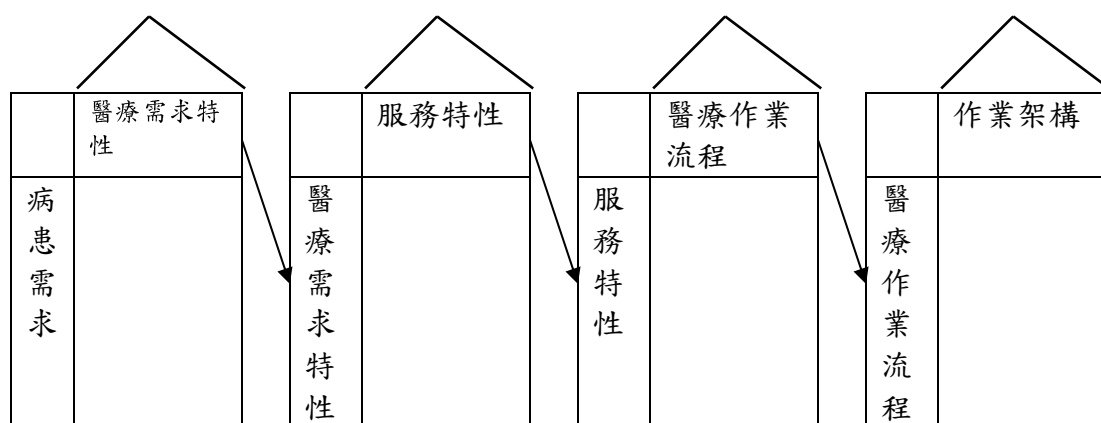 醫療需求特
性
病患需求
服務特性
醫療需求特性
醫療作業
流程
服務特性
作業架構
醫療作業流程